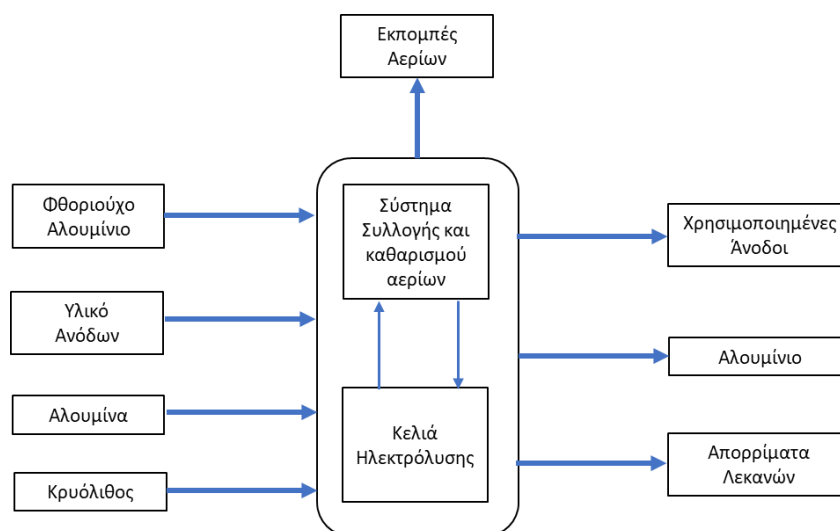 Εκπομπές
Αερίων
Φθοριούχο
Αλουμίνιο
Υλικό
Ανόδων
Αλουμίνα
Κρυόλιθος
Σύστημα
Συλλογής και
καθαρισμού
αερίων
Κελιά
Ηλεκτρόλυσης
Χρησιμοποιημένες
Άνοδοι
Αλουμίνιο
Απορρίματα
Λεκανών